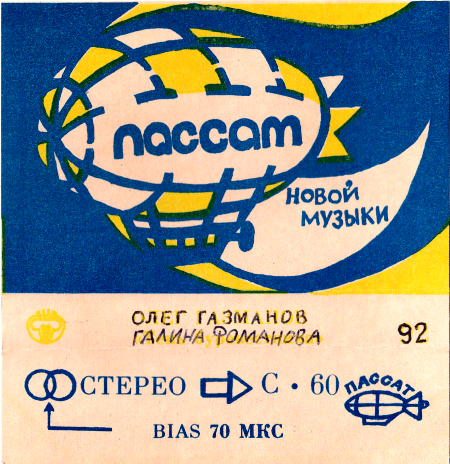 пассат
НОВОЙ
МУЗЫКИ
ОЛЕГ ГАЗМАНОВ
ГАЛИНА РОМАНОВА
92
СТЕРЕО С · 60
ПАССАТ
BIAS 70 МКС